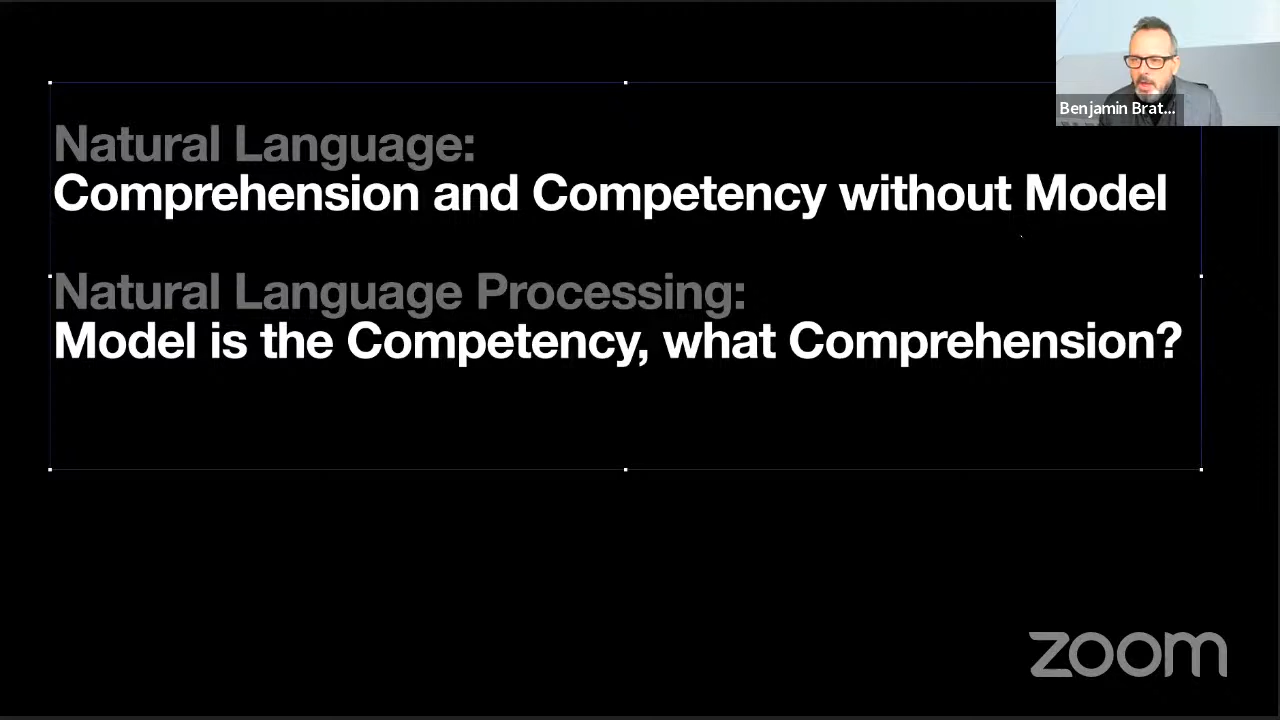 Benjamin Brat...
Natural Language:
Comprehension and Competency without Model
Natural Language Processing:
Model is the Competency, what Comprehension?
zoom